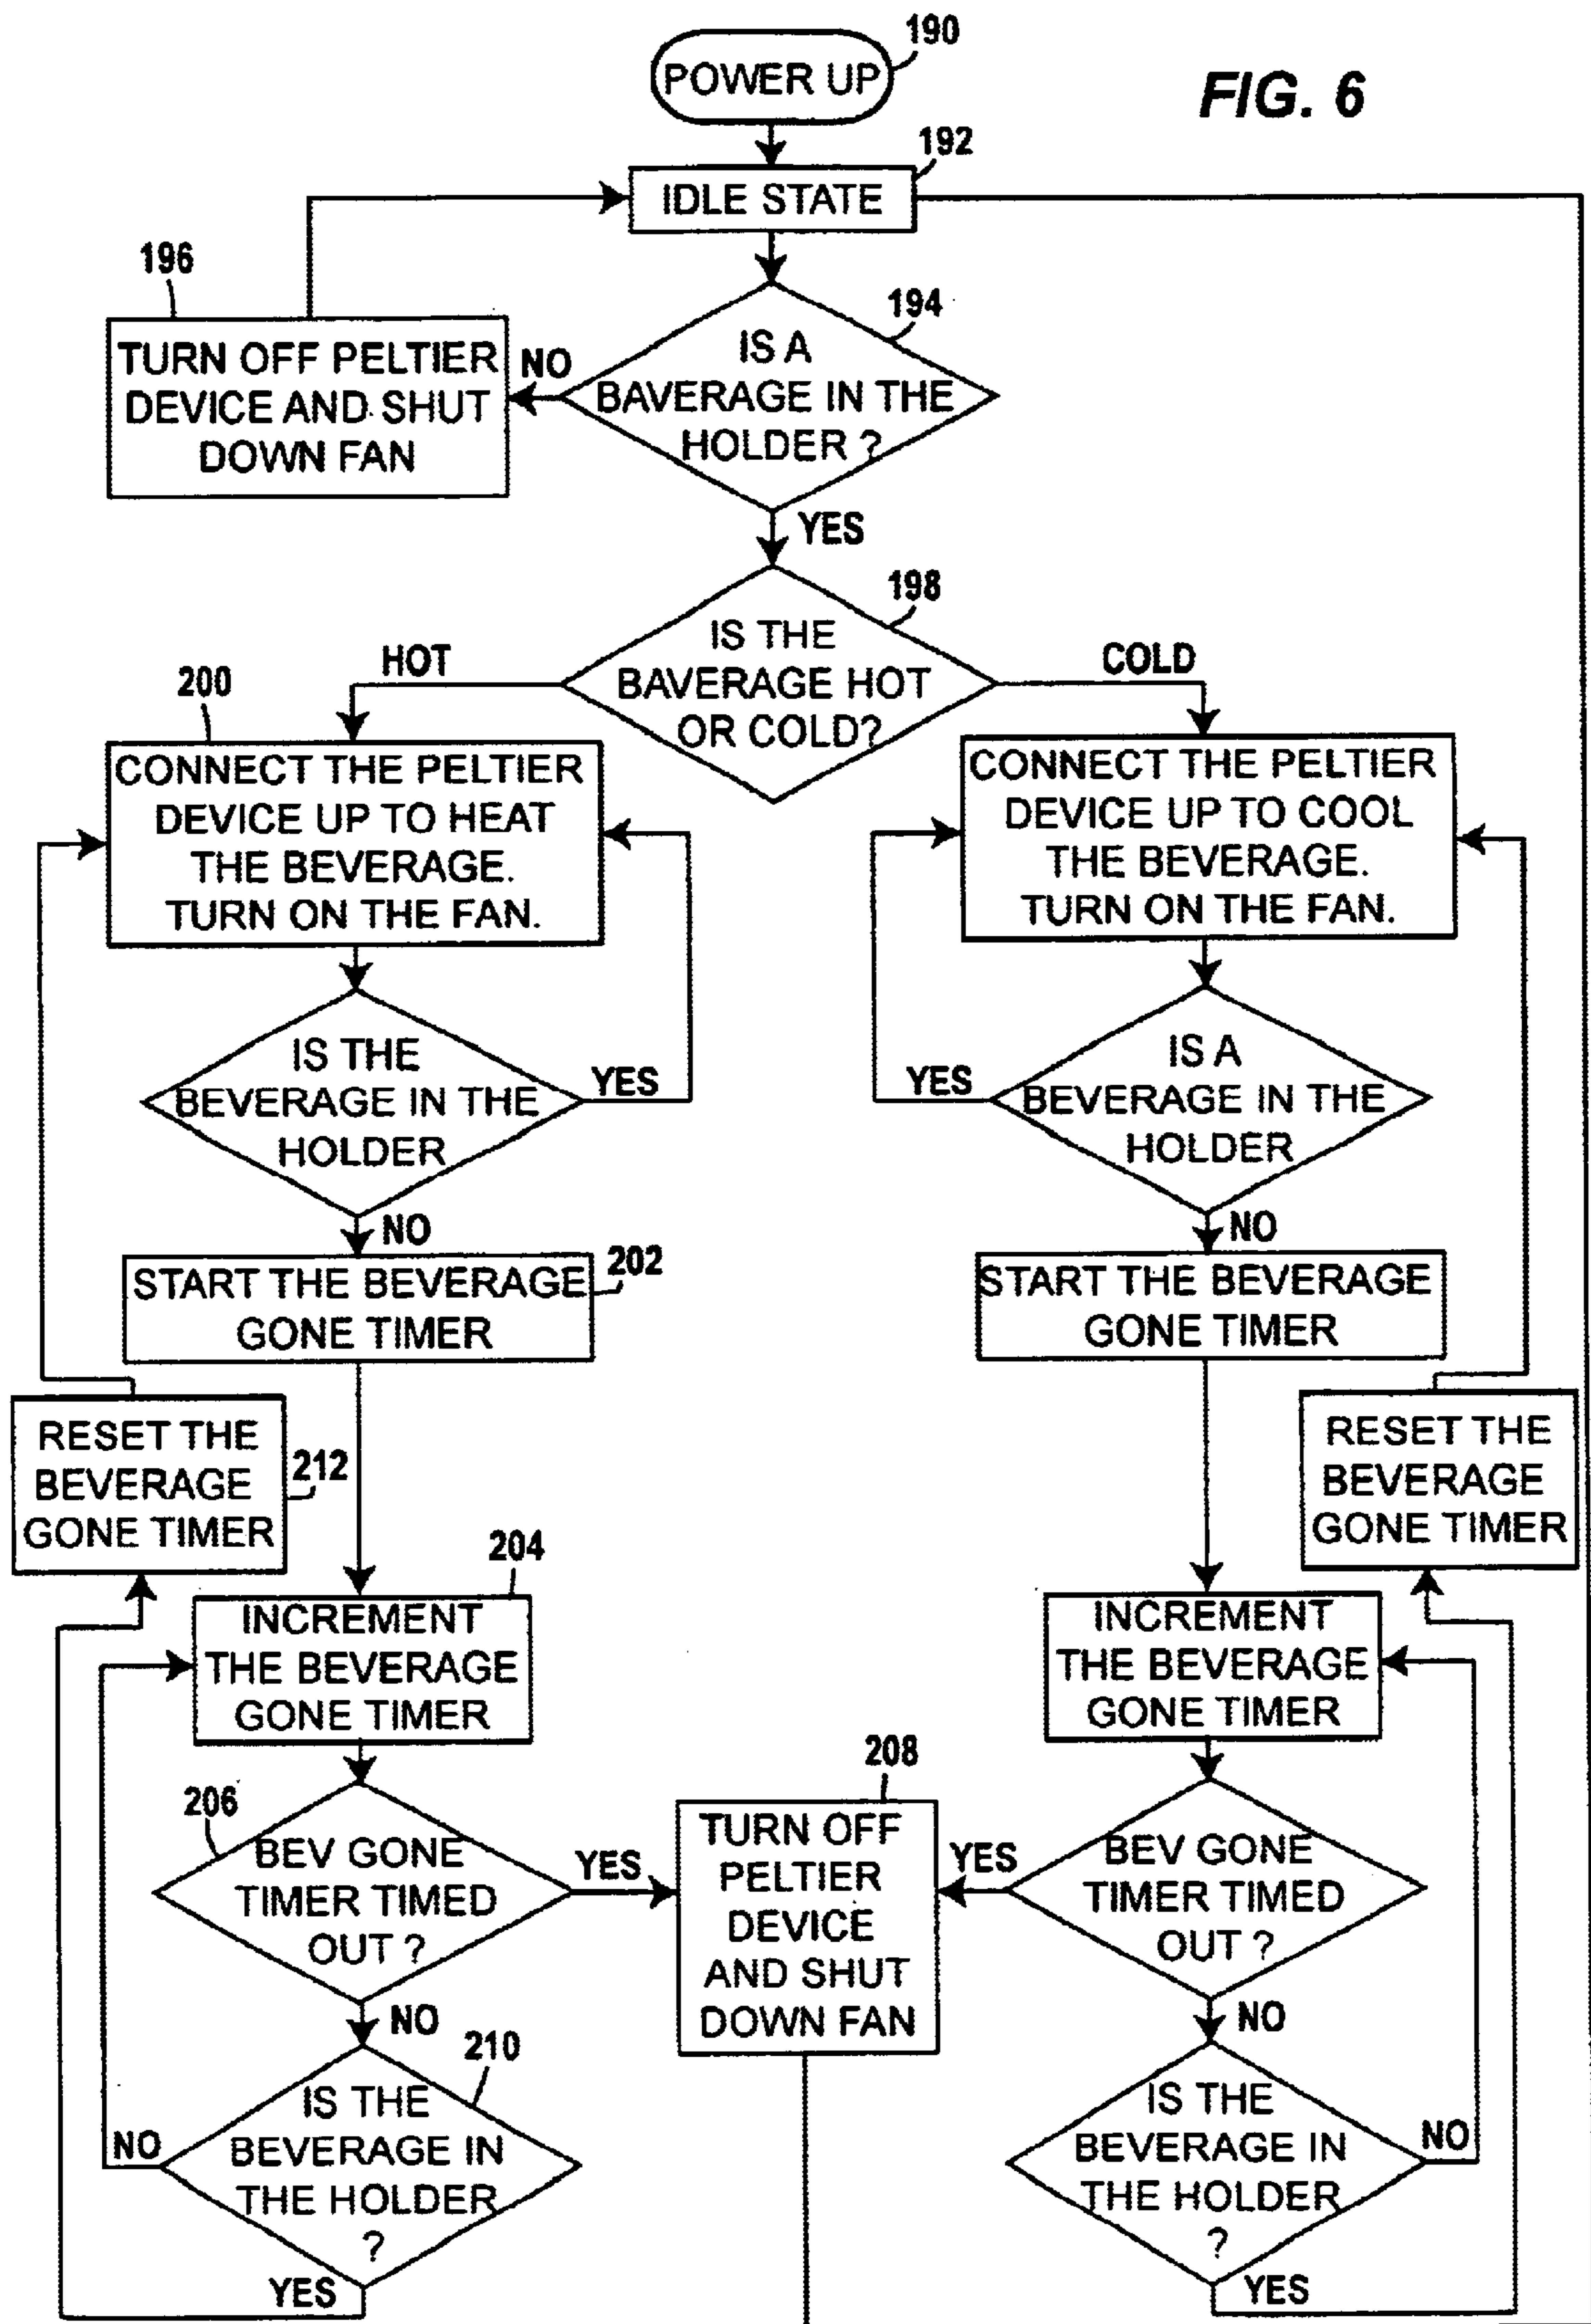 190
POWER UP
FIG. 6
192
IDLE STATE
196
194
TURN OFF PELTIER
DEVICE AND SHUT
DOWN FAN
NO
IS A
BAVERAGE IN THE
HOLDER ?
YES
198
IS THE
BAVERAGE HOT
OR COLD?
HOT
COLD
200
CONNECT THE PELTIER
DEVICE UP TO HEAT
THE BEVERAGE.
TURN ON THE FAN.
CONNECT THE PELTIER
DEVICE UP TO COOL
THE BEVERAGE.
TURN ON THE FAN.
IS THE
BEVERAGE IN THE
HOLDER
YES
YES
IS A
BEVERAGE IN THE
HOLDER
NO
NO
START THE BEVERAGE
GONE TIMER
202
START THE BEVERAGE
GONE TIMER
RESET THE
BEVERAGE
GONE TIMER
212
RESET THE
BEVERAGE
GONE TIMER
204
INCREMENT
THE BEVERAGE
GONE TIMER
INCREMENT
THE BEVERAGE
GONE TIMER
206
BEV GONE
TIMER TIMED
OUT ?
YES
208
TURN OFF
PELTIER
DEVICE
AND SHUT
DOWN FAN
YES
BEV GONE
TIMER TIMED
OUT ?
NO
NO
210
IS THE
BEVERAGE IN
THE HOLDER
?
NO
YES
IS THE
BEVERAGE IN
THE HOLDER
?
NO
YES